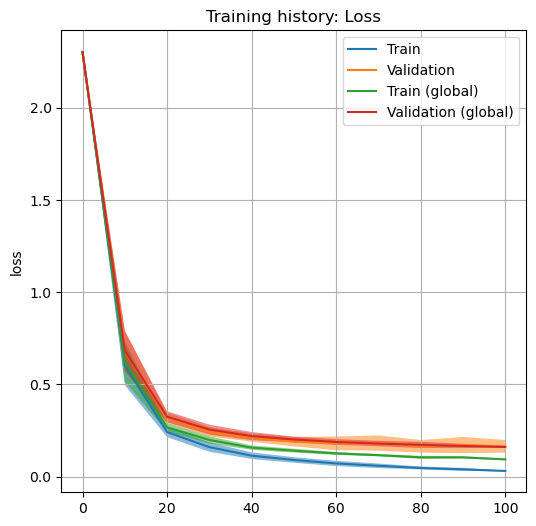 Training history: Loss
Train
Validation
Train (global)
Validation (global)
loss
2.0
1.5
1.0
0.5
0.0
0 20 40 60 80 100